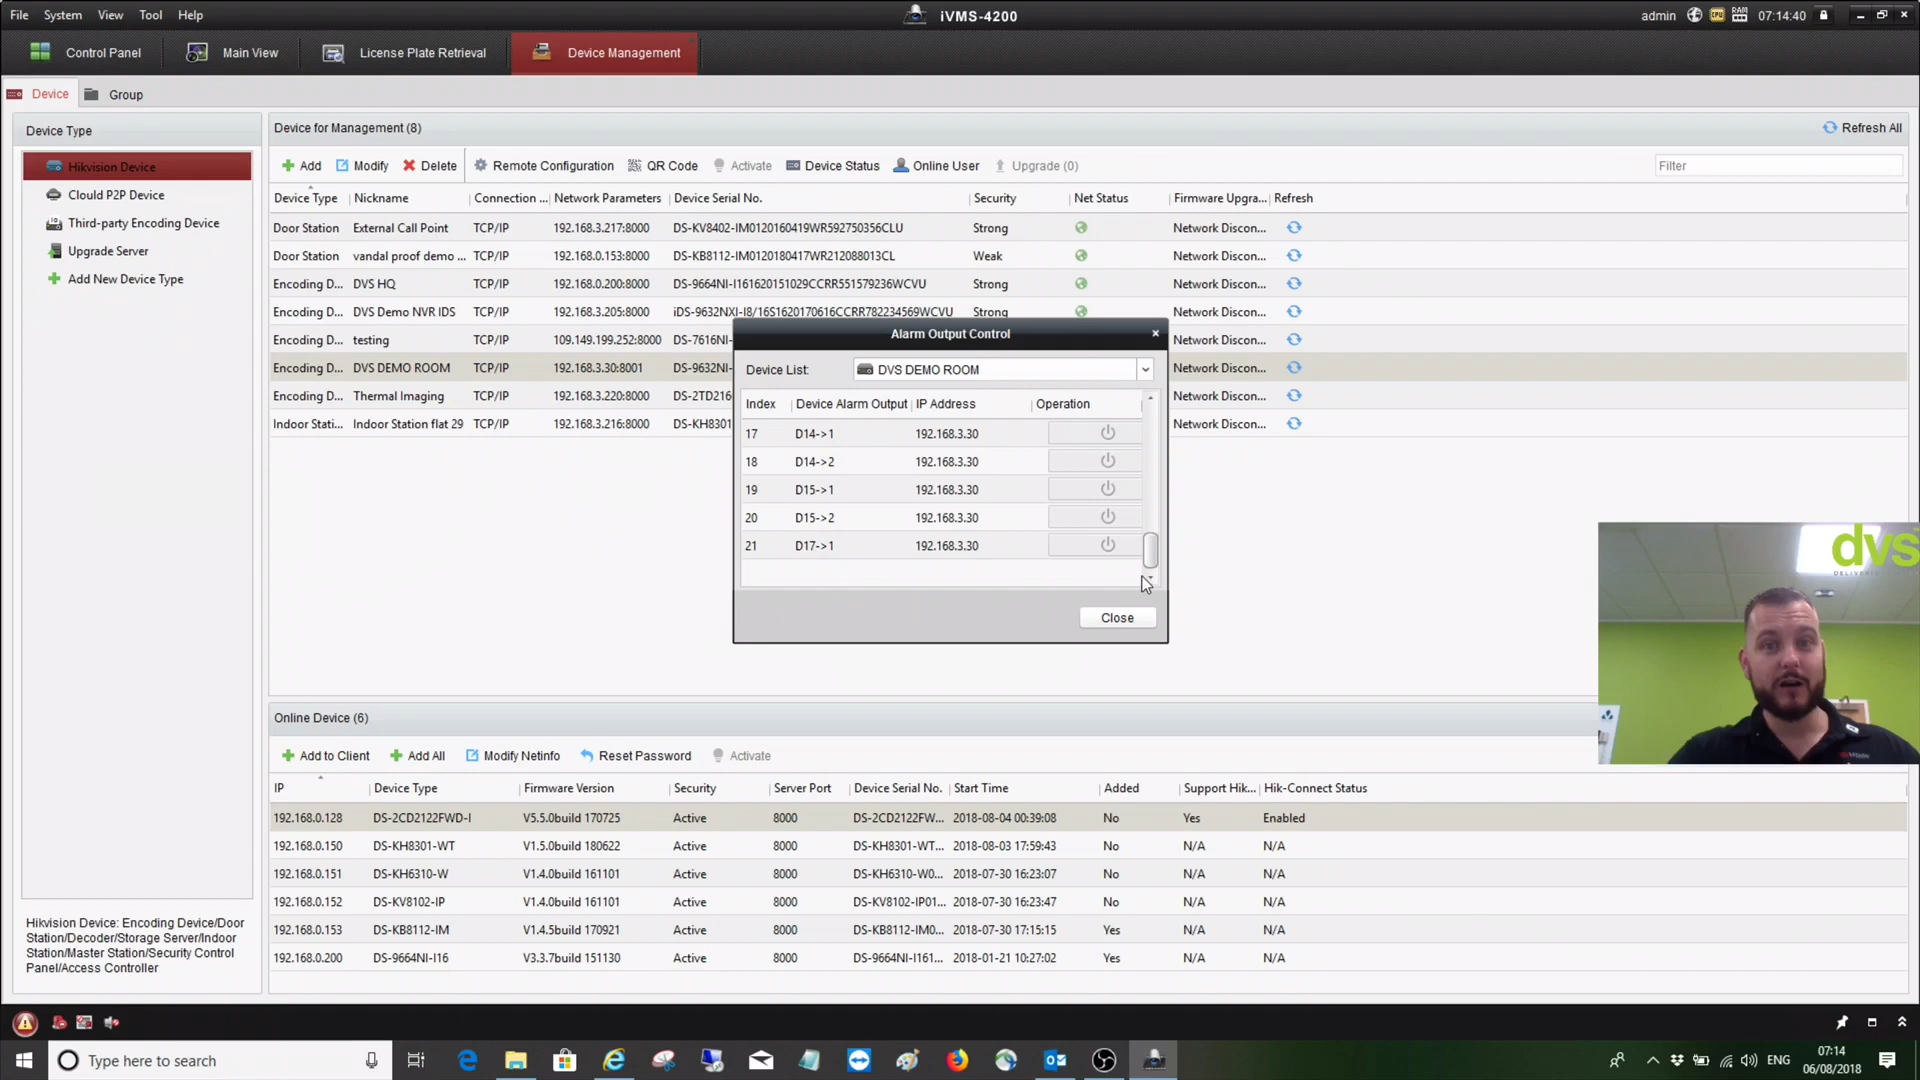 File System View Tool Help
iVMS-4200
admin 07:14:40
Control Panel Main View License Plate Retrieval Device Management
Device Group
Device Type
Hikvision Device
Clould P2P Device
Third-party Encoding Device
Upgrade Server
Add New Device Type
Hikvision Device: Encoding Device/Door
Station/Decoder/Storage Server/Indoor
Station/Master Station/Security Control
Panel/Access Controller
Device for Management (8) Refresh All
Add Modify Delete Remote Configuration QR Code Activate Device Status Online User Upgrade (0) Filter
Device Type Nickname Connection ... Network Parameters Device Serial No. Security Net Status Firmware Upgra... Refresh
Door Station External Call Point TCP/IP 192.168.3.217:8000 DS-KV8402-IM0120160419WR592750356CLU Strong Network Discon...
Door Station vandal proof demo ... TCP/IP 192.168.0.153:8000 DS-KB8112-IM0120180417WR212088013CL Weak Network Discon...
Encoding D... DVS HQ TCP/IP 192.168.0.200:8000 DS-9664NI-I161620151029CCRR551579236WCVU Strong Network Discon...
Encoding D... DVS Demo NVR IDS TCP/IP 192.168.3.205:8000 iDS-9632NXI-I8/16S1620170616CCRR782234569WCVU Strong Network Discon...
Encoding D... testing TCP/IP 109.149.199.252:8000 DS-7616NI- Network Discon...
Encoding D... DVS DEMO ROOM TCP/IP 192.168.3.30:8001 DS-9632NI- Network Discon...
Encoding D... Thermal Imaging TCP/IP 192.168.3.220:8000 DS-2TD216 Network Discon...
Indoor Stati... Indoor Station flat 29 TCP/IP 192.168.3.216:8000 DS-KH8301 Network Discon...
Alarm Output Control
Device List: DVS DEMO ROOM
Index Device Alarm Output IP Address Operation
17 D14->1 192.168.3.30
18 D14->2 192.168.3.30
19 D15->1 192.168.3.30
20 D15->2 192.168.3.30
21 D17->1 192.168.3.30
Close
dvs
Online Device (6)
Add to Client Add All Modify Netinfo Reset Password Activate
IP Device Type Firmware Version Security Server Port Device Serial No. Start Time Added Support Hik... Hik-Connect Status
192.168.0.128 DS-2CD2122FWD-I V5.5.0build 170725 Active 8000 DS-2CD2122FW... 2018-08-04 00:39:08 No Yes Enabled
192.168.0.150 DS-KH8301-WT V1.5.0build 180622 Active 8000 DS-KH8301-WT... 2018-08-03 17:59:43 No N/A N/A
192.168.0.151 DS-KH6310-W V1.4.0build 161101 Active 8000 DS-KH6310-W0... 2018-07-30 16:23:07 No N/A N/A
192.168.0.152 DS-KV8102-IP V1.4.0build 161101 Active 8000 DS-KV8102-IP01... 2018-07-30 16:23:47 No N/A N/A
192.168.0.153 DS-KB8112-IM V1.4.5build 170921 Active 8000 DS-KB8112-IM0... 2018-07-30 17:15:15 Yes N/A N/A
192.168.0.200 DS-9664NI-I16 V3.3.7build 151130 Active 8000 DS-9664NI-I161... 2018-01-21 10:27:02 Yes N/A N/A
Type here to search
ENG
07:14
06/08/2018